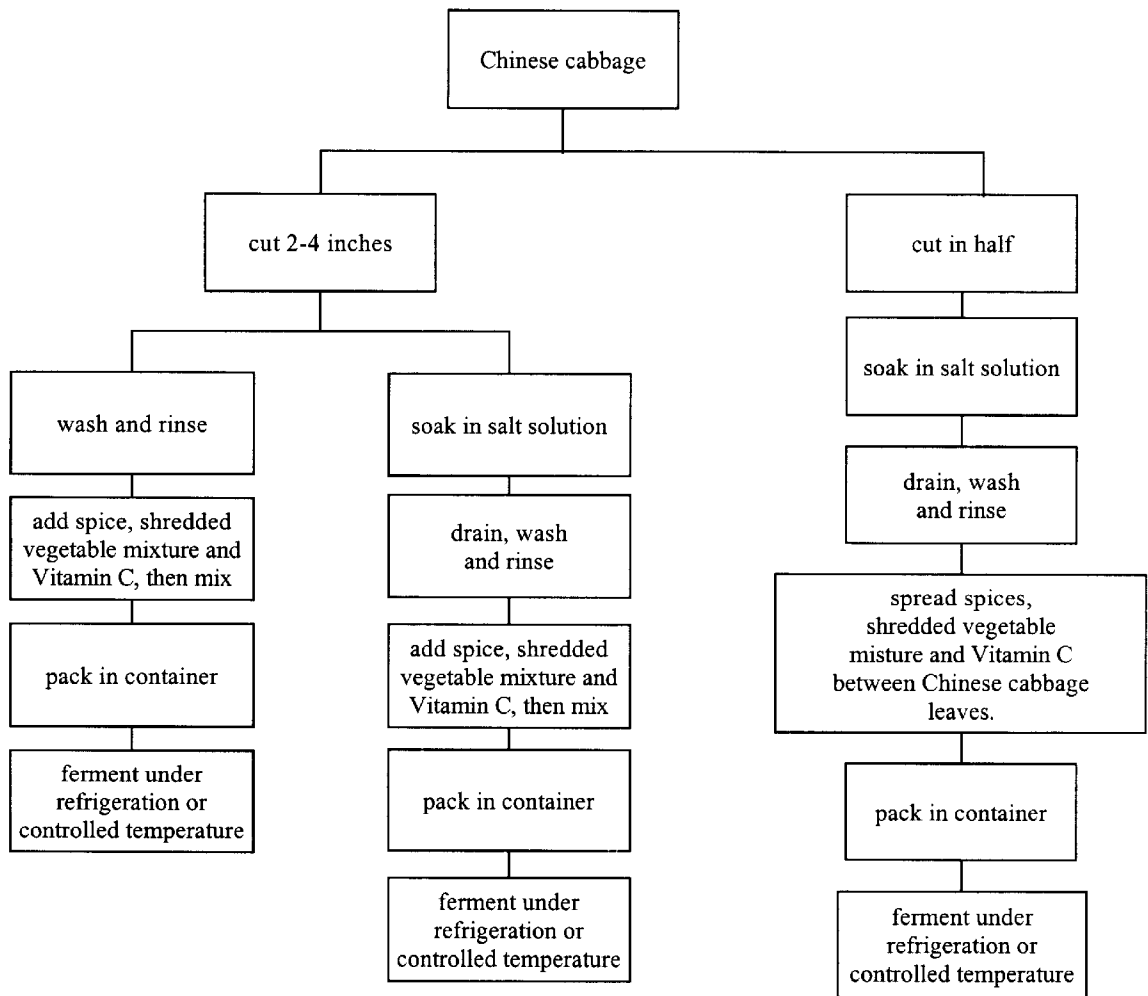 Chinese cabbage
cut 2-4 inches
cut in half
wash and rinse
add spice, shredded
vegetable mixture and
Vitamin C, then mix
pack in container
ferment under
refrigeration or
controlled temperature
soak in salt solution
drain, wash
and rinse
add spice, shredded
vegetable mixture and
Vitamin C, then mix
pack in container
ferment under
refrigeration or
controlled temperature
soak in salt solution
drain, wash
and rinse
spread spices,
shredded vegetable
misture and Vitamin C
between Chinese cabbage
leaves.
pack in container
ferment under
refrigeration or
controlled temperature